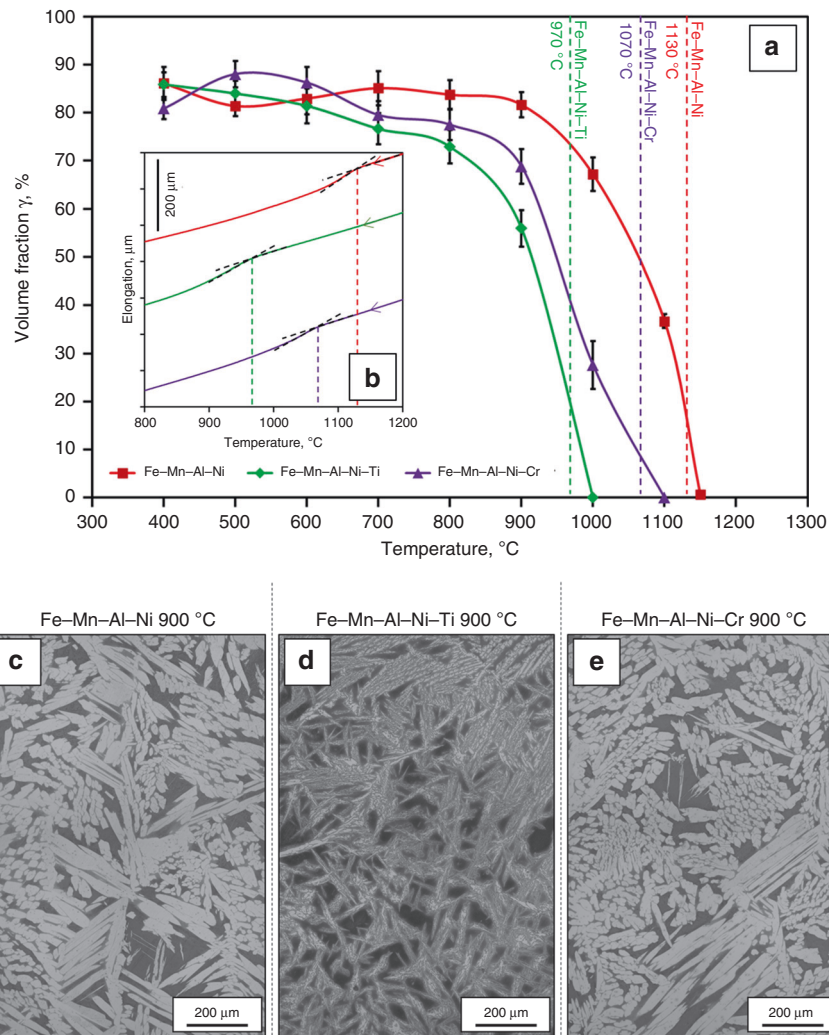 100
90
80
70
60
50
40
30
20
10
0
Volume fraction γ, %
a
Fe–Mn–Al–Ni–Ti
970 °C
Fe–Mn–Al–Ni–Cr
1070 °C
Fe–Mn–Al–Ni
1130 °C
200 µm
Elongation, µm
b
800 900 1000 1100 1200
Temperature, °C
Fe–Mn–Al–Ni Fe–Mn–Al–Ni–Ti Fe–Mn–Al–Ni–Cr
300 400 500 600 700 800 900 1000 1100 1200 1300
Temperature, °C
Fe–Mn–Al–Ni 900 °C
c
200 µm
Fe–Mn–Al–Ni–Ti 900 °C
d
200 µm
Fe–Mn–Al–Ni–Cr 900 °C
e
200 µm